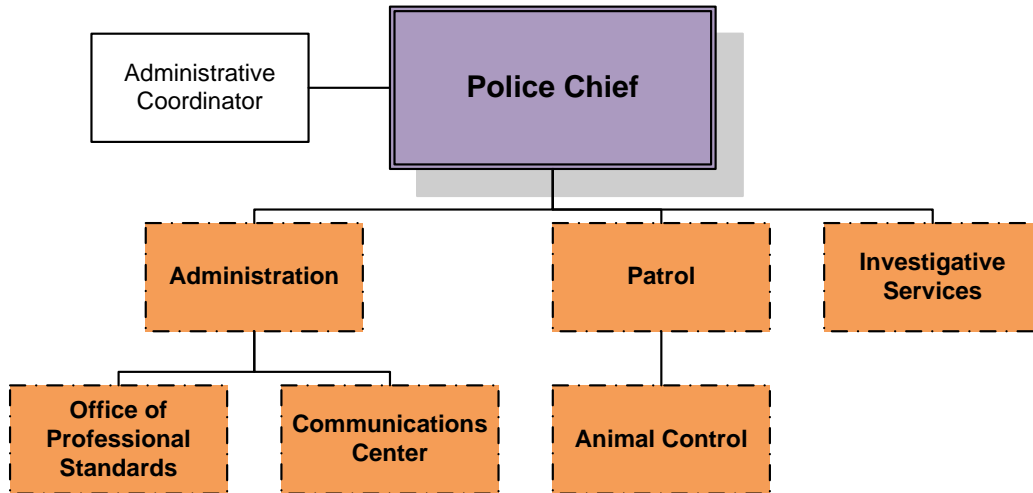 Administrative
Coordinator
Police Chief
Administration
Patrol
Investigative
Services
Office of
Professional
Standards
Communications
Center
Animal Control